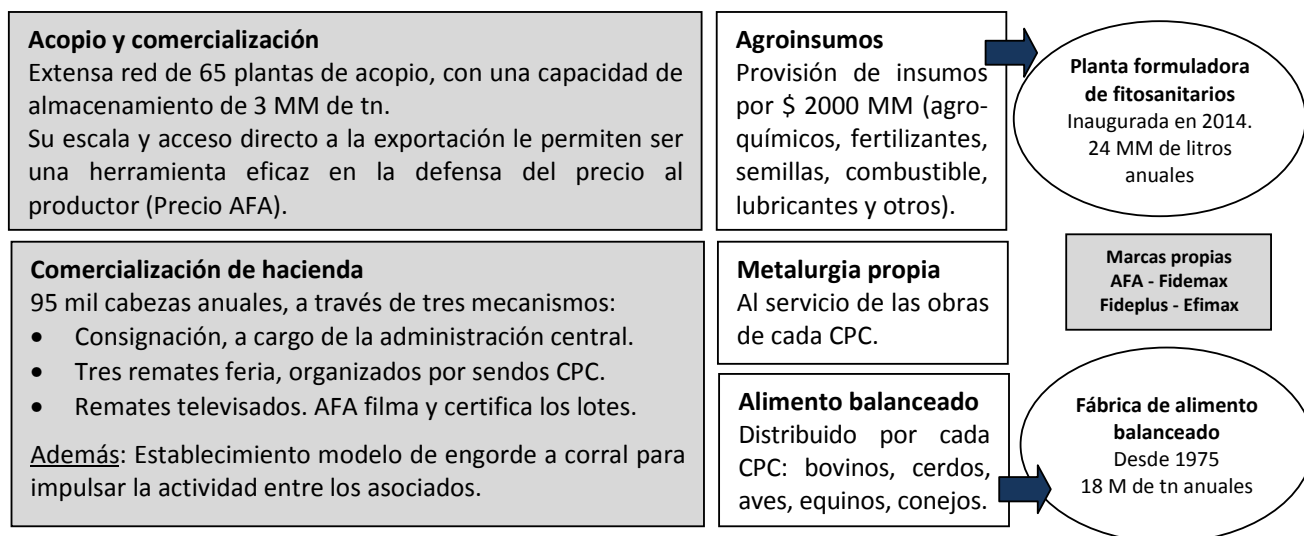 Acopio y comercialización
Extensa red de 65 plantas de acopio, con una capacidad de
almacenamiento de 3 MM de tn.
Su escala y acceso directo a la exportación le permiten ser
una herramienta eficaz en la defensa del precio al
productor (Precio AFA).
Agroinsumos
Provisión de insumos
por $ 2000 MM (agro-
químicos, fertilizantes,
semillas, combustible,
lubricantes y otros).
Planta formuladora
de fitosanitarios
Inaugurada en 2014.
24 MM de litros
anuales
Comercialización de hacienda
95 mil cabezas anuales, a través de tres mecanismos:
• Consignación, a cargo de la administración central.
• Tres remates feria, organizados por sendos CPC.
• Remates televisados. AFA filma y certifica los lotes.
Además: Establecimiento modelo de engorde a corral para
impulsar la actividad entre los asociados.
Metalurgia propia
Al servicio de las obras
de cada CPC.
Marcas propias
AFA - Fidemax
Fideplus - Efimax
Alimento balanceado
Distribuido por cada
CPC: bovinos, cerdos,
aves, equinos, conejos.
Fábrica de alimento
balanceado
Desde 1975
18 M de tn anuales